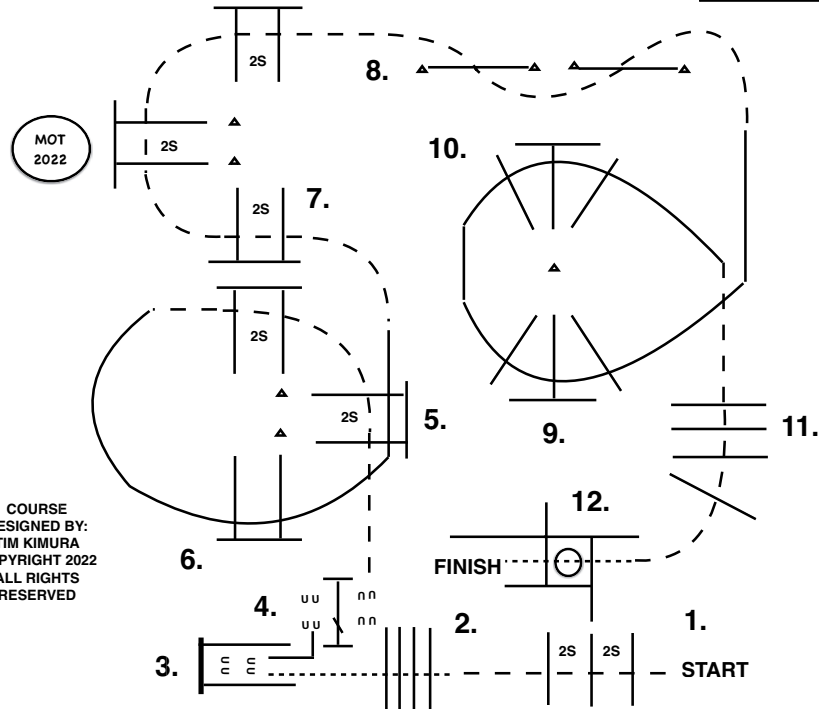 2S
8.
MOT
2022
2S
10.
2S
7.
2S
2S
5.
9.
11.
COURSE
ESIGNED BY:
TIM KIMURA
PYRIGHT 2022
ALL RIGHTS
RESERVED
6.
12.
FINISH
4.
2.
1.
3.
2S 2S
START